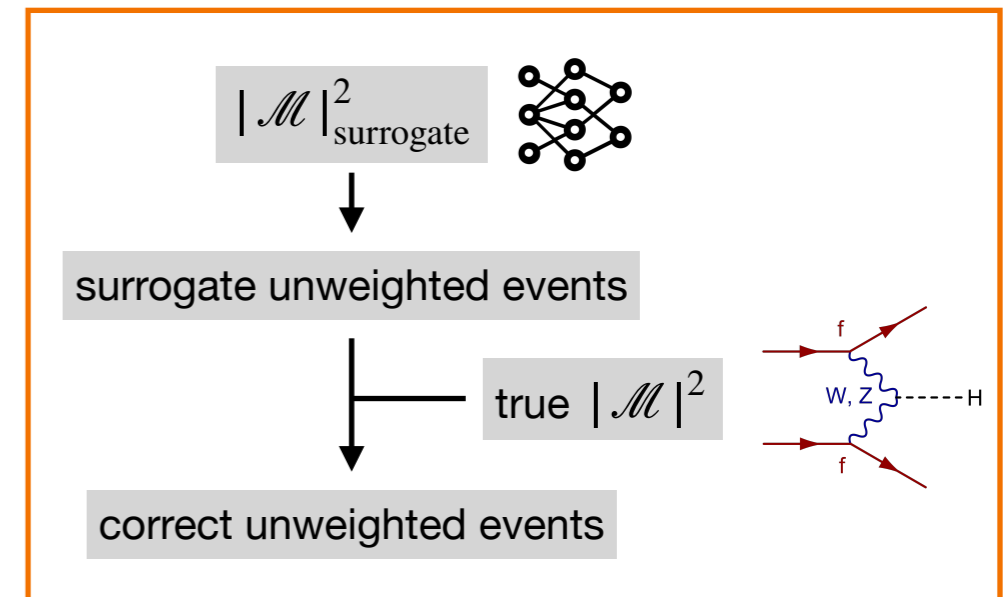 |ℳ|²surrogate
surrogate unweighted events
f
true |ℳ|²
W, Z
H
f
correct unweighted events